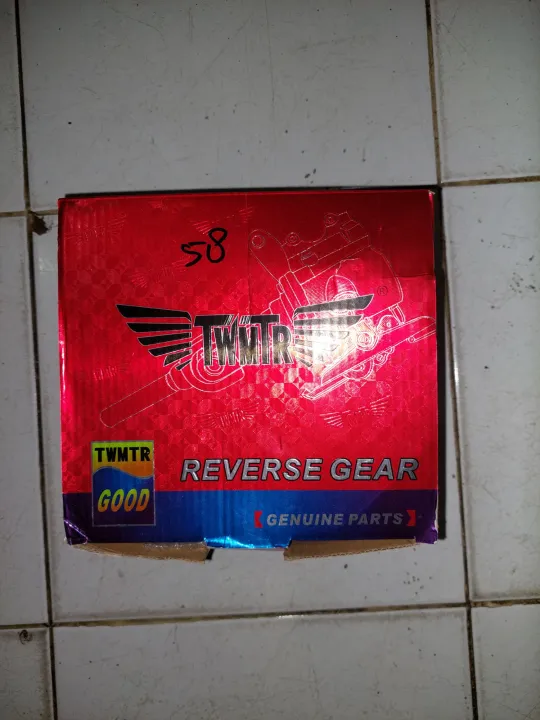 58
TWMTR
TWMTR
GOOD
REVERSE GEAR
【GENUINE PARTS】